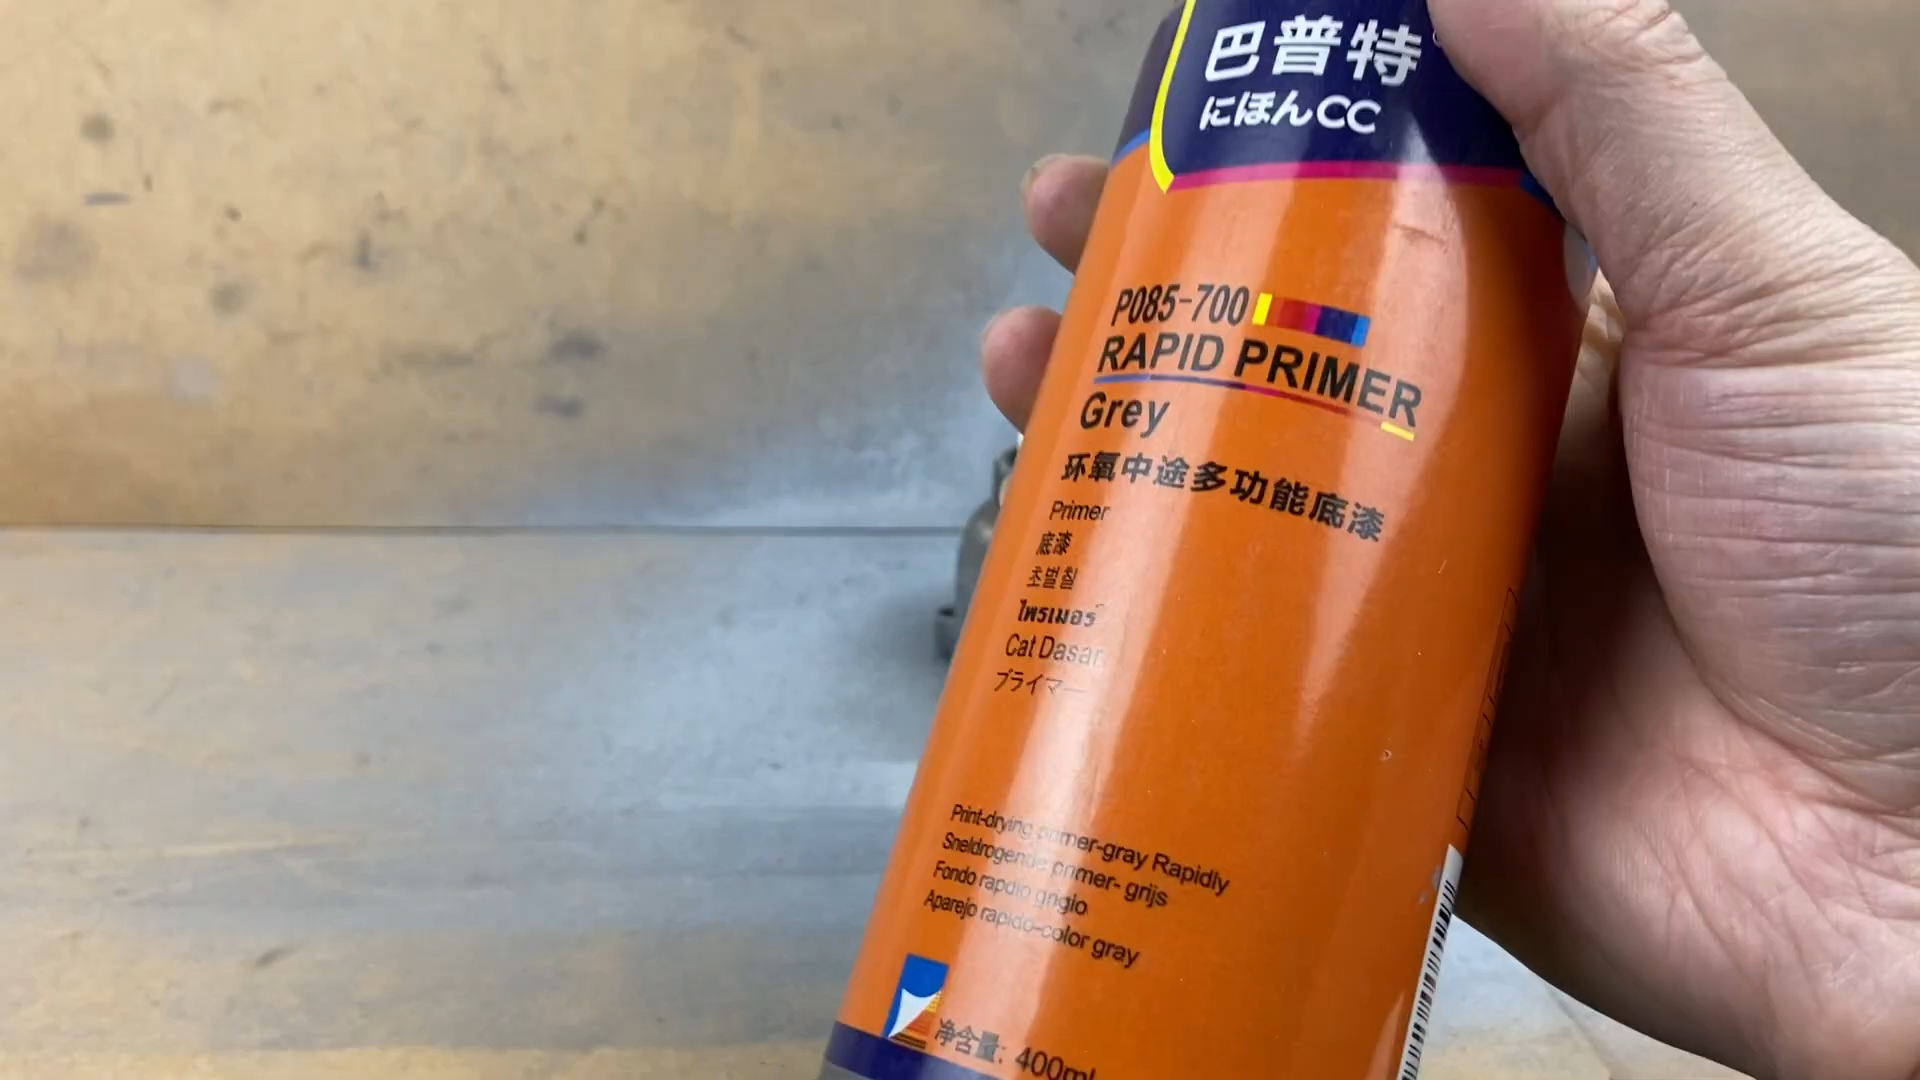 巴普特
にほんCC
P085-700
RAPID PRIMER
Grey
环氧中途多功能底漆
Primer
底漆
초벌칠
ไพรเมอร์
Cat Dasar
プライマー
Print-drying primer-gray Rapidly
Sneldrogende primer- grijs
Fondo rapdio grigio
Aparejo rapido-color gray
净含量: 400ml